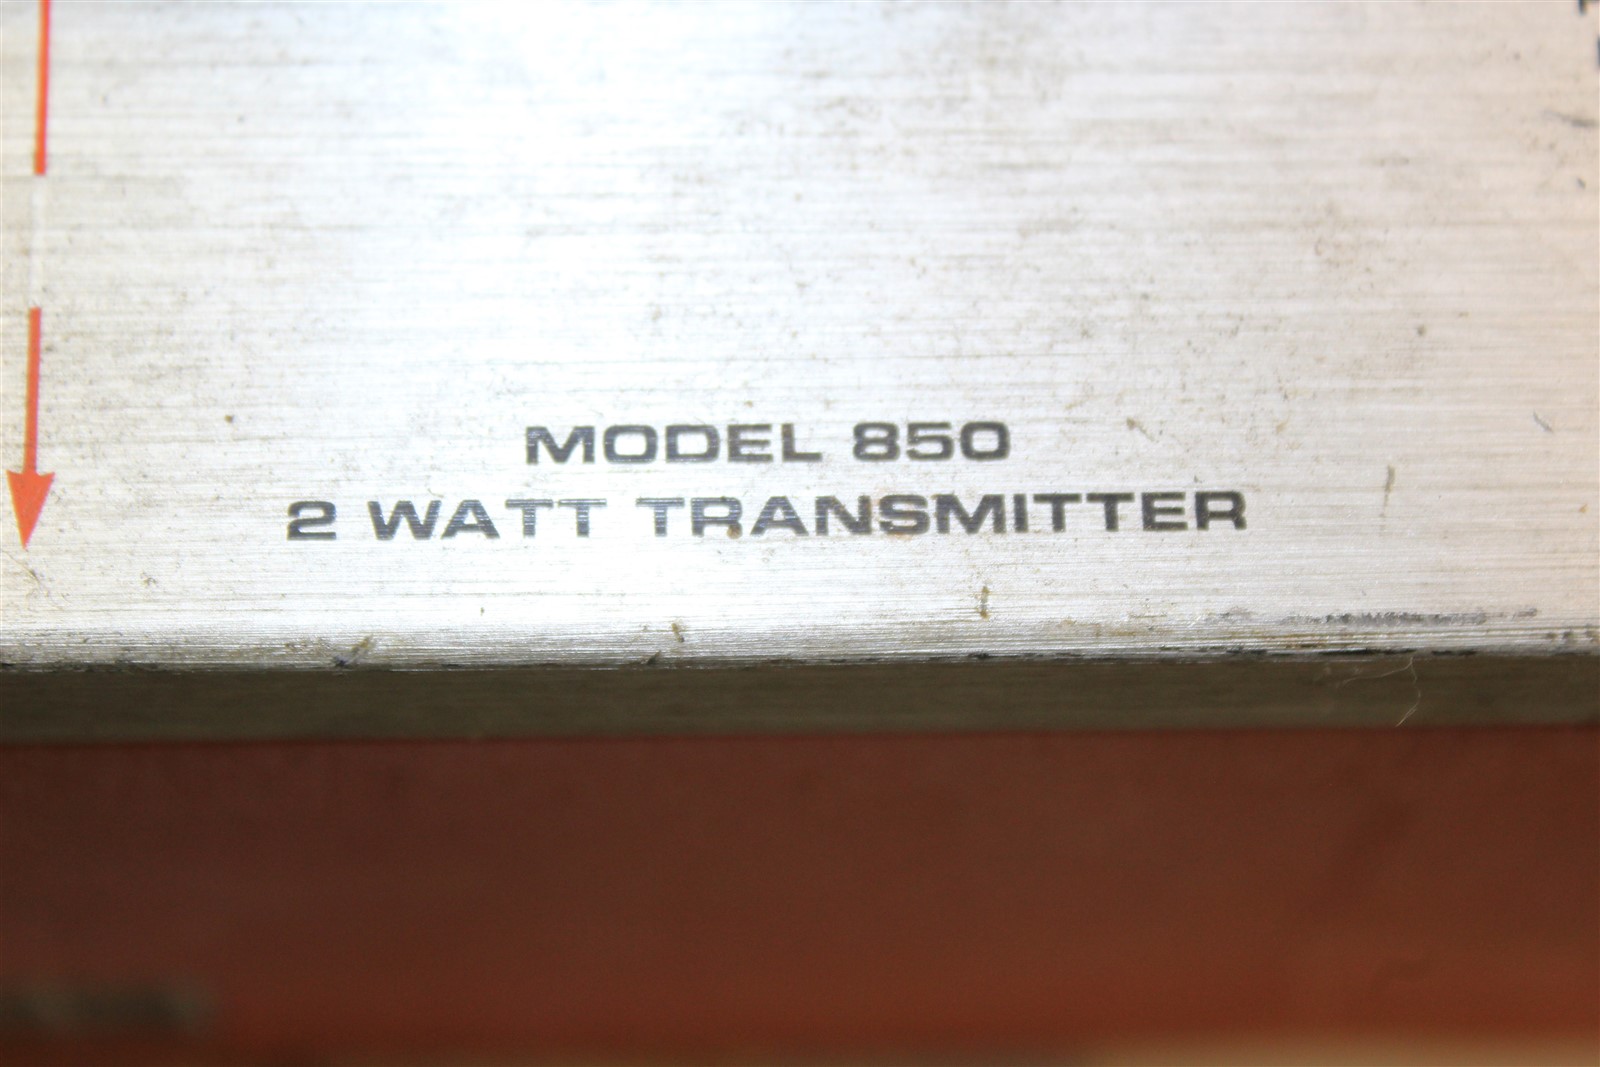 MODEL 850
2 WATT TRANSMITTER